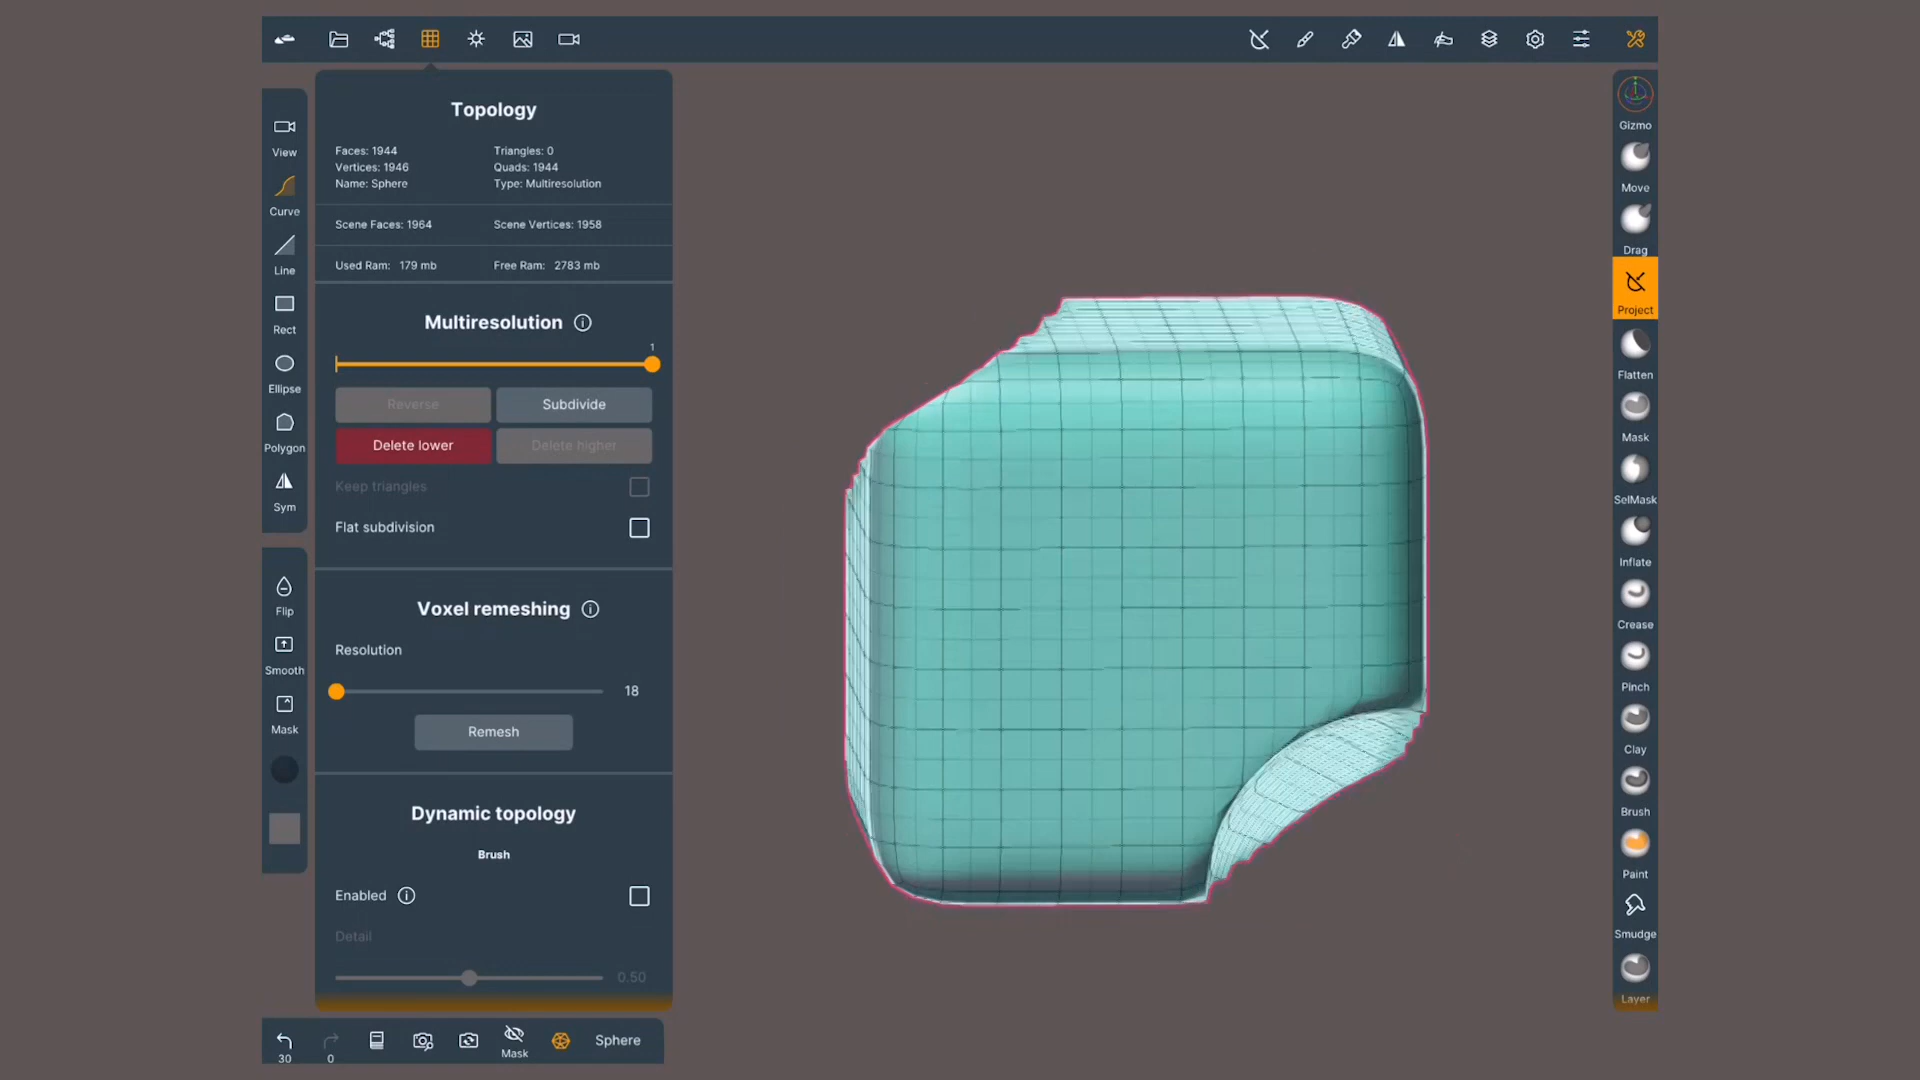 Topology
Faces: 1944
Triangles: 0
Vertices: 1946
Quads: 1944
Name: Sphere
Type: Multiresolution
Scene Faces: 1964
Scene Vertices: 1958
Used Ram: 179 mb
Free Ram: 2783 mb
Multiresolution
1
Reverse
Subdivide
Delete lower
Delete higher
Keep triangles
Flat subdivision
Voxel remeshing
Resolution
18
Remesh
Dynamic topology
Brush
Enabled
Detail
0.50
View
Curve
Line
Rect
Ellipse
Polygon
Sym
Flip
Smooth
Mask
30
0
Mask
Sphere
Gizmo
Move
Drag
Project
Flatten
Mask
SelMask
Inflate
Crease
Pinch
Clay
Brush
Paint
Smudge
Layer